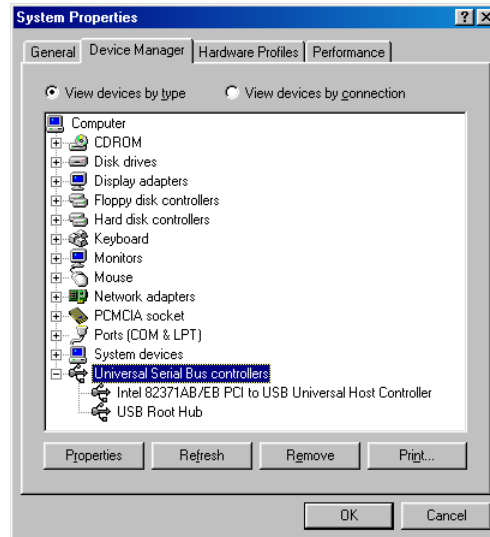 System Properties
General Device Manager Hardware Profiles Performance
View devices by type View devices by connection
Computer
CDROM
Disk drives
Display adapters
Floppy disk controllers
Hard disk controllers
Keyboard
Monitors
Mouse
Network adapters
PCMCIA socket
Ports (COM & LPT)
System devices
Universal Serial Bus controllers
Intel 82371AB/EB PCI to USB Universal Host Controller
USB Root Hub
Properties Refresh Remove Print...
OK Cancel